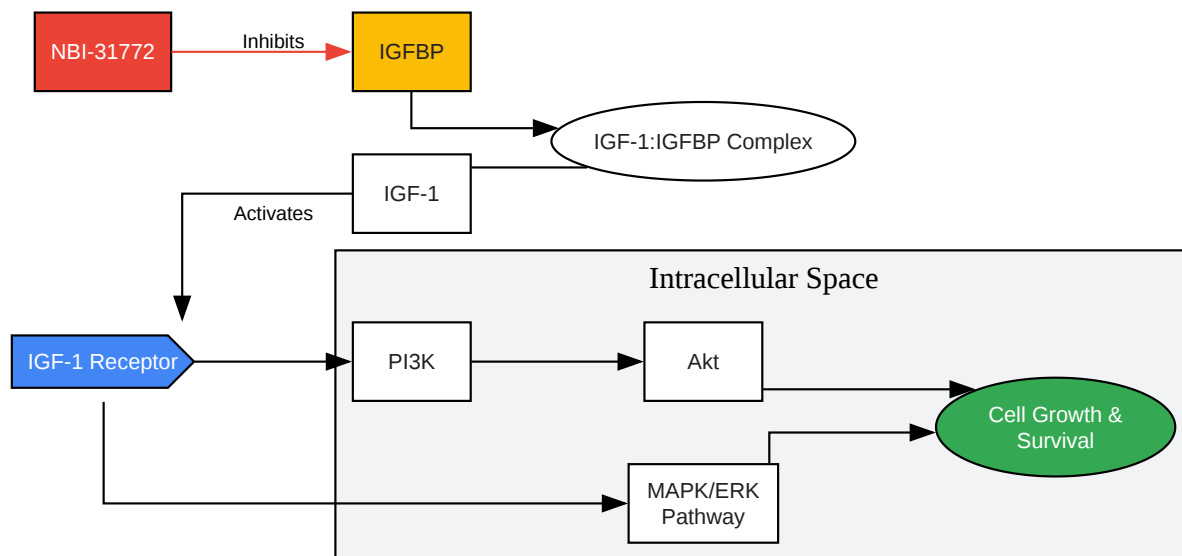 NBI-31772
Inhibits
IGFBP
IGF-1:IGFBP Complex
IGF-1
Activates
Intracellular Space
IGF-1 Receptor
PI3K
Akt
Cell Growth &
Survival
MAPK/ERK
Pathway